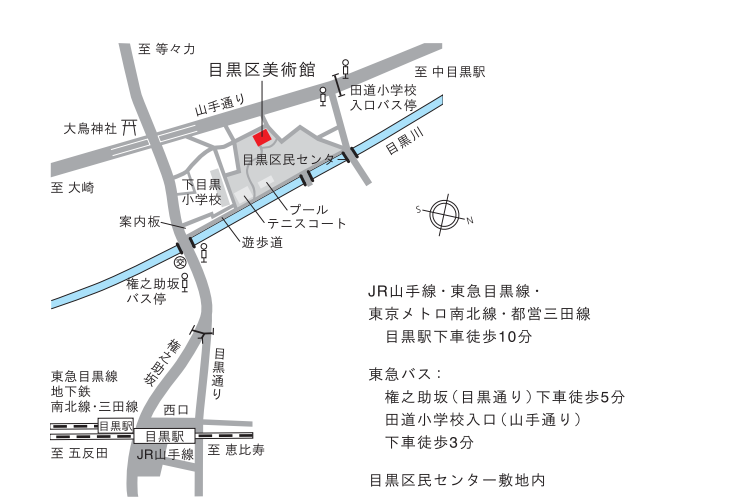 至 等々力
目黒区美術館
至 中目黒駅
山手通り
田道小学校
入口バス停
大鳥神社
目黒川
目黒区民センター
至 大崎
下目黒
小学校
プール
テニスコート
案内板
遊歩道
S
N
権之助坂
バス停
JR山手線・東急目黒線・
東京メトロ南北線・都営三田線
目黒駅下車徒歩10分
権之助坂
目黒通り
東急目黒線
地下鉄
南北線・三田線
西口
目黒駅
目黒駅
至 五反田
JR山手線
至 恵比寿
東急バス：
権之助坂（目黒通り）下車徒歩5分
田道小学校入口（山手通り）
下車徒歩3分
目黒区民センター敷地内